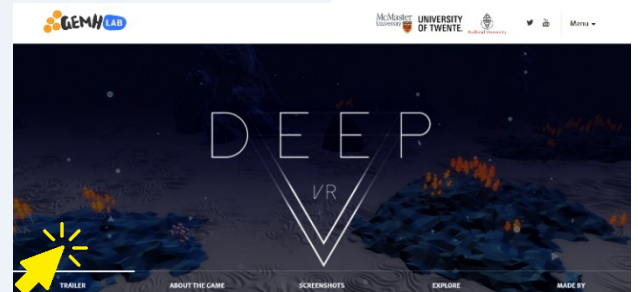 GEMH LAB
McMaster University
UNIVERSITY OF TWENTE.
Radboud University
Menu
DEEP
VR
TRAILER
ABOUT THE GAME
SCREENSHOTS
EXPLORE
MADE BY